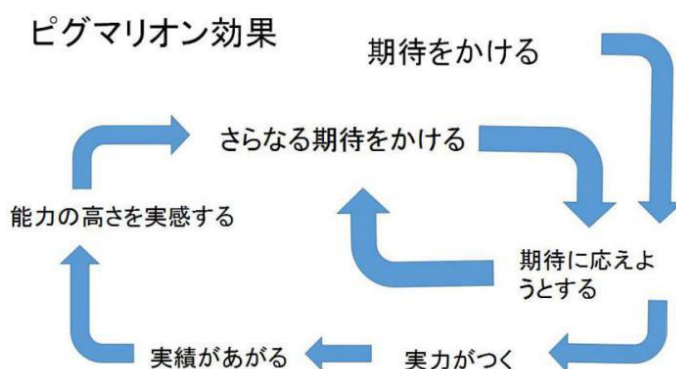 ピグマリオン効果
期待をかける
さらなる期待をかける
能力の高さを実感する
期待に応えよ
うとする
実績があがる
実力がつく